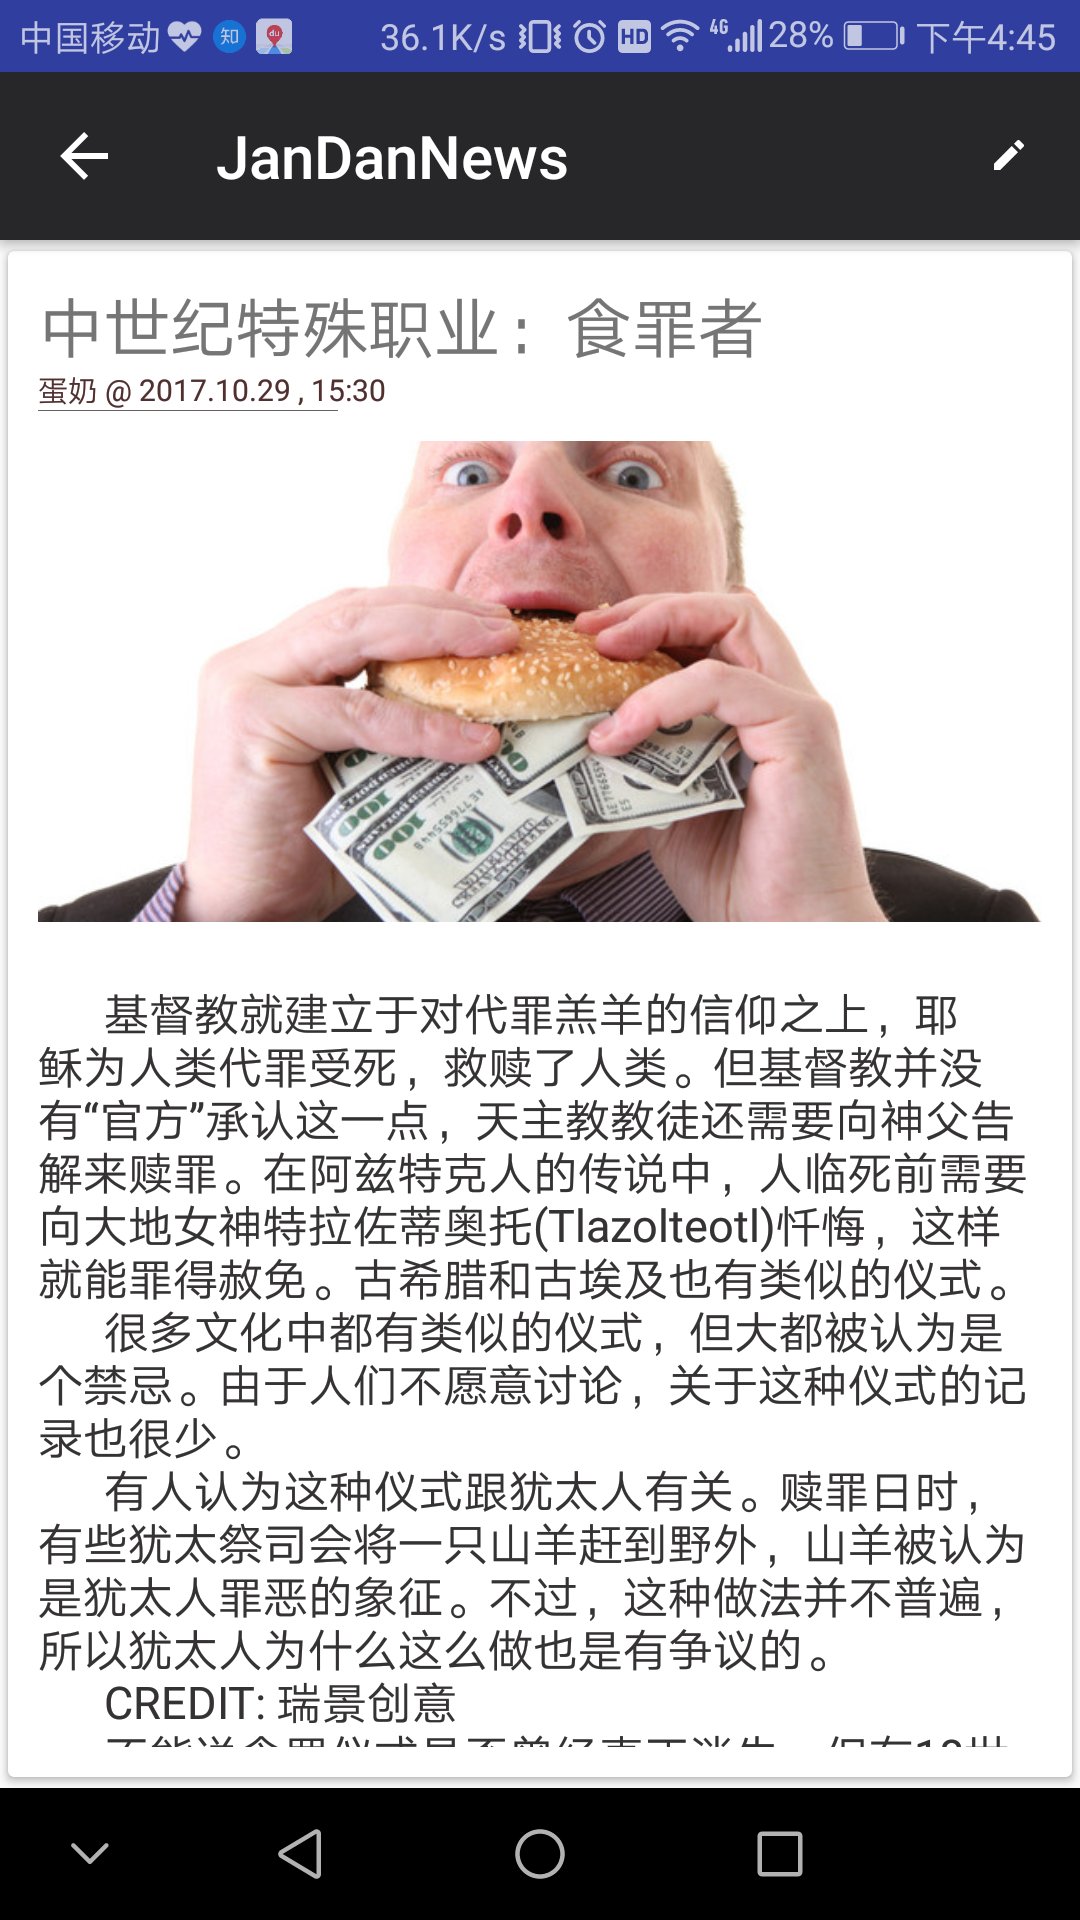 中国移动 知 du 36.1K/s HD 4G 28% 下午4:45
JanDanNews
中世纪特殊职业：食罪者
蛋奶 @ 2017.10.29 , 15:30
100
100
AE 77665544B
基督教就建立于对代罪羔羊的信仰之上，耶
稣为人类代罪受死，救赎了人类。但基督教并没
有“官方”承认这一点，天主教教徒还需要向神父告
解来赎罪。在阿兹特克人的传说中，人临死前需要
向大地女神特拉佐蒂奥托(Tlazolteotl)忏悔，这样
就能罪得赦免。古希腊和古埃及也有类似的仪式。
很多文化中都有类似的仪式，但大都被认为是
个禁忌。由于人们不愿意讨论，关于这种仪式的记
录也很少。
有人认为这种仪式跟犹太人有关。赎罪日时，
有些犹太祭司会将一只山羊赶到野外，山羊被认为
是犹太人罪恶的象征。不过，这种做法并不普遍，
所以犹太人为什么这么做也是有争议的。
CREDIT: 瑞景创意